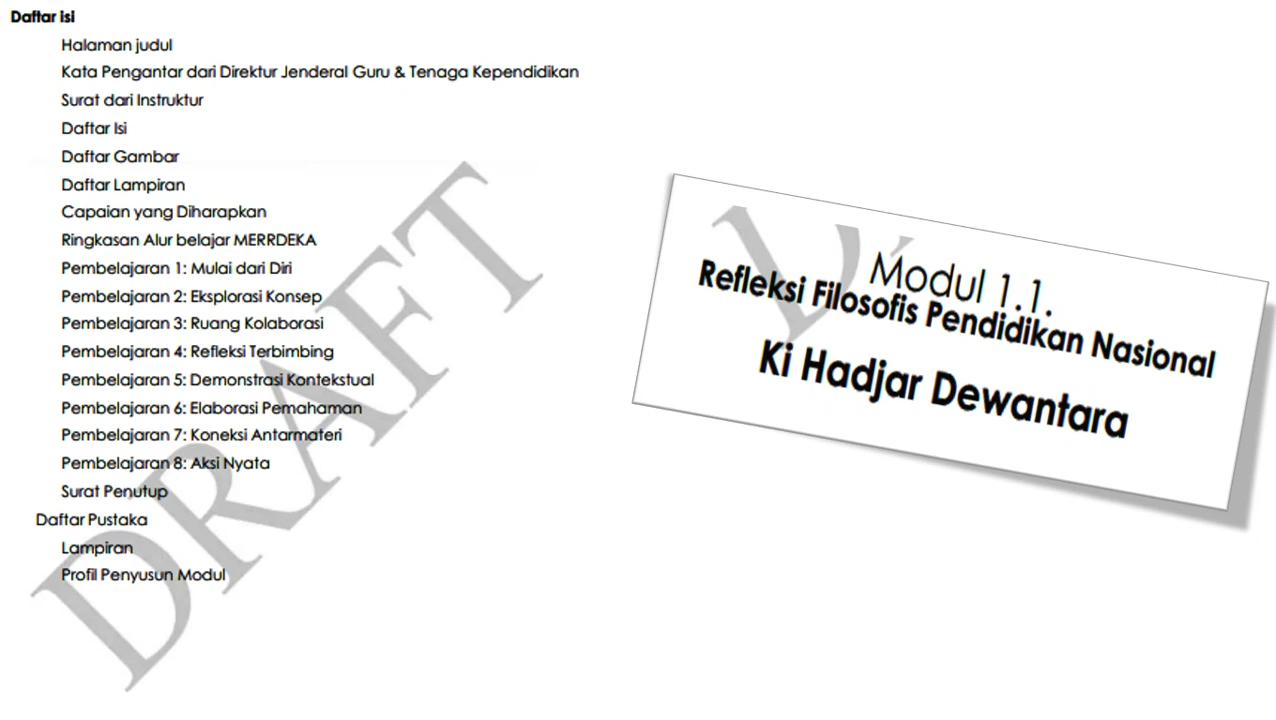 Daftar Isi
Halaman judul
Kata Pengantar dari Direktur Jenderal Guru & Tenaga Kependidikan
Surat dari Instruktur
Daftar Isi
Daftar Gambar
Daftar Lampiran
Capaian yang Diharapkan
Ringkasan Alur belajar MERRDEKA
Pembelajaran 1: Mulai dari Diri
Pembelajaran 2: Eksplorasi Konsep
Pembelajaran 3: Ruang Kolaborasi
Pembelajaran 4: Refleksi Terbimbing
Pembelajaran 5: Demonstrasi Kontekstual
Pembelajaran 6: Elaborasi Pemahaman
Pembelajaran 7: Koneksi Antarmateri
Pembelajaran 8: Aksi Nyata
Surat Penutup
Daftar Pustaka
Lampiran
Profil Penyusun Modul
DRAFT
Modul 1.1.
Refleksi Filosofis Pendidikan Nasional
Ki Hadjar Dewantara